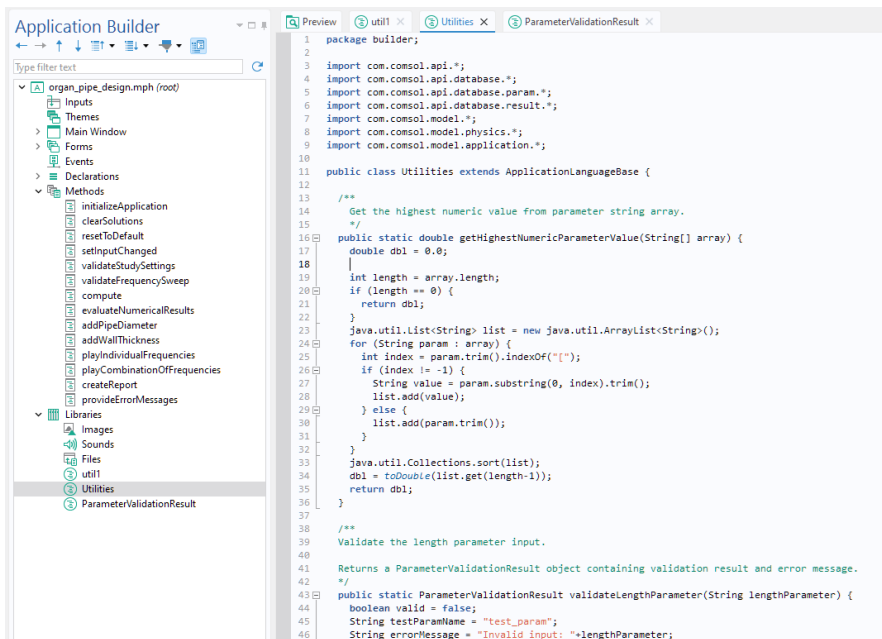 Application Builder
Type filter text
organ_pipe_design.mph (root)
Inputs
Themes
Main Window
Forms
Events
Declarations
Methods
initializeApplication
clearSolutions
resetToDefault
setInputChanged
validateStudySettings
validateFrequencySweep
compute
evaluateNumericalResults
addPipeDiameter
addWallThickness
playIndividualFrequencies
playCombinationOfFrequencies
createReport
provideErrorMessages
Libraries
Images
Sounds
Files
util1
Utilities
ParameterValidationResult
Preview util1 Utilities ParameterValidationResult
1 package builder;
2
3 import com.comsol.api.*;
4 import com.comsol.api.database.*;
5 import com.comsol.api.database.param.*;
6 import com.comsol.api.database.result.*;
7 import com.comsol.model.*;
8 import com.comsol.model.physics.*;
9 import com.comsol.model.application.*;
10
11 public class Utilities extends ApplicationLanguageBase {
12
13 /**
14 Get the highest numeric value from parameter string array.
15 */
16 public static double getHighestNumericParameterValue(String[] array) {
17 double dbl = 0.0;
18
19 int length = array.length;
20 if (length == 0) {
21 return dbl;
22 }
23 java.util.List<String> list = new java.util.ArrayList<String>();
24 for (String param : array) {
25 int index = param.trim().indexOf("[");
26 if (index != -1) {
27 String value = param.substring(0, index).trim();
28 list.add(value);
29 } else {
30 list.add(param.trim());
31 }
32 }
33 java.util.Collections.sort(list);
34 dbl = toDouble(list.get(length-1));
35 return dbl;
36 }
37
38 /**
39 Validate the length parameter input.
40
41 Returns a ParameterValidationResult object containing validation result and error message.
42 */
43 public static ParameterValidationResult validateLengthParameter(String lengthParameter) {
44 boolean valid = false;
45 String testParamName = "test_param";
46 String errorMessage = "Invalid input: "+lengthParameter;